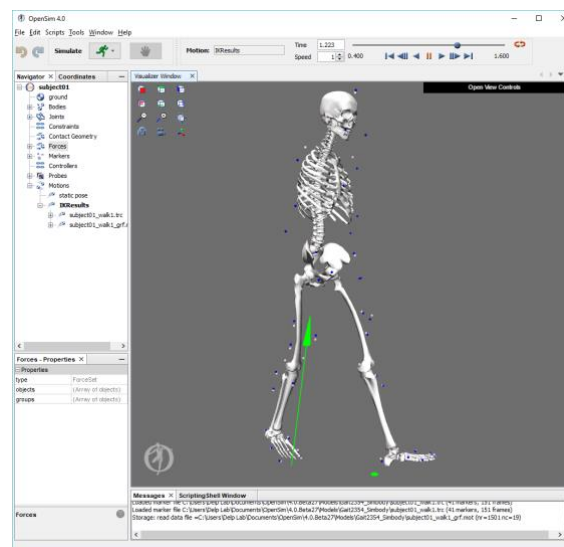 OpenSim 4.0
File Edit Scripts Tools Window Help
Simulate
Motion: IKResults
Time 1.223
Speed 1 0.400 1.600
Navigator × Coordinates
Visualizer Window ×
subject01
ground
Bodies
Joints
Constraints
Contact Geometry
Forces
Markers
Controllers
Probes
Motions
static pose
IKResults
subject01_walk1.trc
subject01_walk1_grf.m
Open View Controls
Forces - Properties ×
Properties
type ForceSet
objects (Array of objects)
groups (Array of objects)
Forces
Messages × ScriptingShell Window
Loaded marker file C:\Users\Delp Lab\Documents\OpenSim\4.0.Beta27\Models\Gait2354_Simbody\subject01_walk1.trc (41 markers, 151 frames)
Loaded marker file C:\Users\Delp Lab\Documents\OpenSim\4.0.Beta27\Models\Gait2354_Simbody\subject01_walk1.trc (41 markers, 151 frames)
Storage: read data file =C:\Users\Delp Lab\Documents\OpenSim\4.0.Beta27\Models\Gait2354_Simbody\subject01_walk1_grf.mot (nr=1501 nc=19)